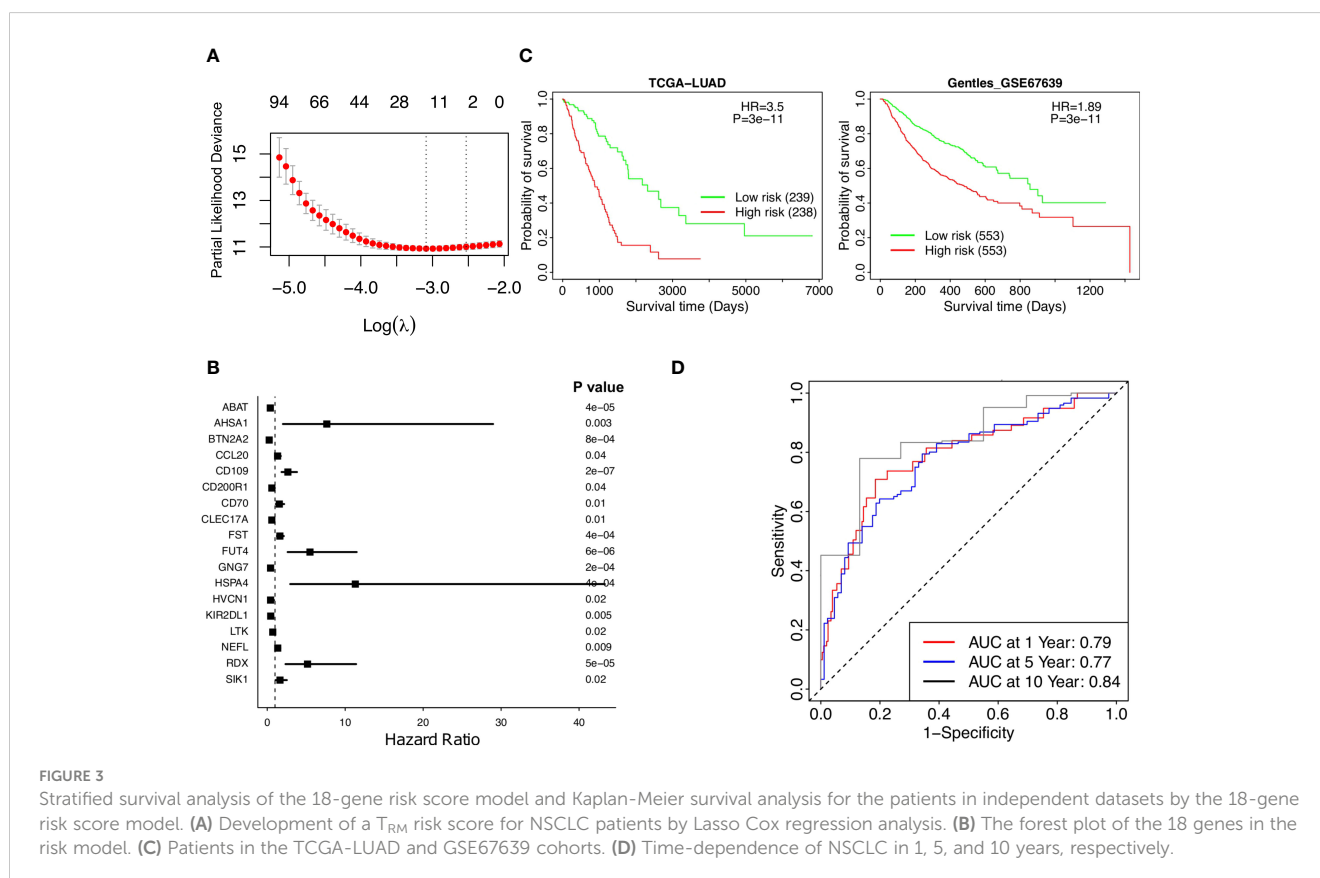 A
94 66 44 28 11 2 0
Partial Likelihood Deviance
15
13
11
−5.0 −4.0 −3.0 −2.0
Log(λ)
C
TCGA−LUAD
HR=3.5
P=3e−11
Probability of survival
1.0
0.8
0.6
0.4
0.2
0.0
Low risk (239)
High risk (238)
0 1000 3000 5000 7000
Survival time (Days)
Gentles_GSE67639
HR=1.89
P=3e−11
Probability of survival
1.0
0.8
0.6
0.4
0.2
0.0
Low risk (553)
High risk (553)
0 200 400 600 800 1200
Survival time (Days)
B
P value
ABAT 4e−05
AHSA1 0.003
BTN2A2 8e−04
CCL20 0.04
CD109 2e−07
CD200R1 0.04
CD70 0.01
CLEC17A 0.01
FST 4e−04
FUT4 6e−06
GNG7 2e−04
HSPA4 4e−04
HVCN1 0.02
KIR2DL1 0.005
LTK 0.02
NEFL 0.009
RDX 5e−05
SIK1 0.02
0 10 20 30 40
Hazard Ratio
D
Sensitivity
1.0
0.8
0.6
0.4
0.2
0.0
AUC at 1 Year: 0.79
AUC at 5 Year: 0.77
AUC at 10 Year: 0.84
0.0 0.2 0.4 0.6 0.8 1.0
1−Specificity
FIGURE 3
Stratified survival analysis of the 18-gene risk score model and Kaplan-Meier survival analysis for the patients in independent datasets by the 18-gene
risk score model. (A) Development of a TRM risk score for NSCLC patients by Lasso Cox regression analysis. (B) The forest plot of the 18 genes in the
risk model. (C) Patients in the TCGA-LUAD and GSE67639 cohorts. (D) Time-dependence of NSCLC in 1, 5, and 10 years, respectively.